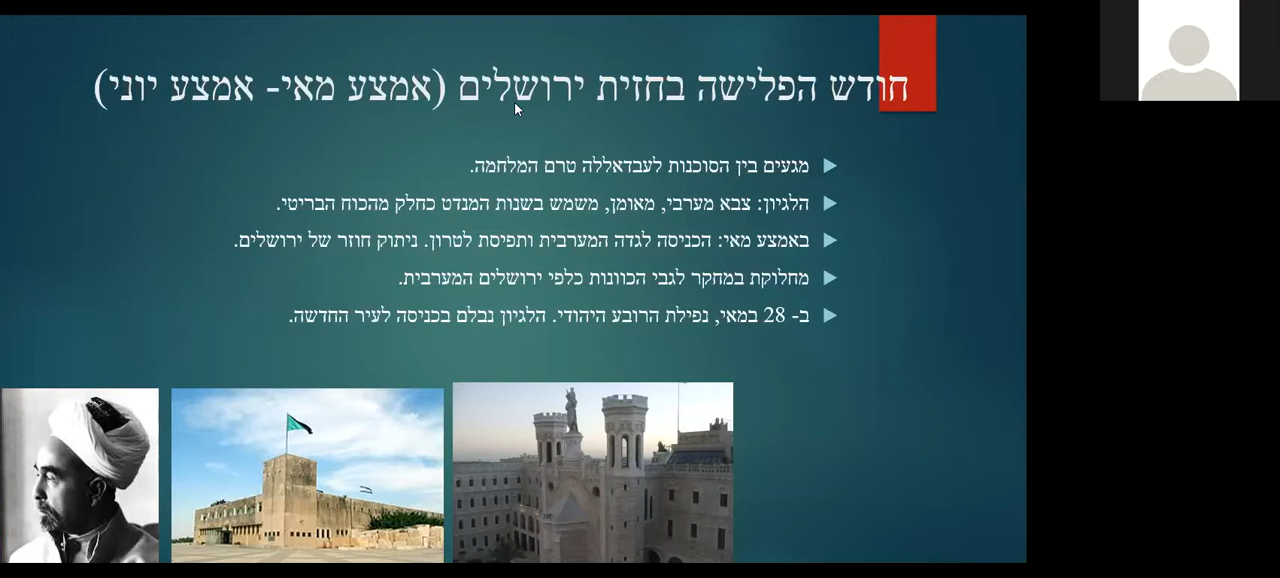 חודש הפלישה בחזית ירושלים (אמצע מאי- אמצע יוני)
מגעים בין הסוכנות לעבדאללה טרם המלחמה.
הלגיון: צבא מערבי, מאומן, משמש בשנות המנדט כחלק מהכוח הבריטי.
באמצע מאי: הכניסה לגדה המערבית ותפיסת לטרון. ניתוק חוזר של ירושלים.
מחלוקת במחקר לגבי הכוונות כלפי ירושלים המערבית.
ב- 28 במאי, נפילת הרובע היהודי. הלגיון נבלם בכניסה לעיר החדשה.